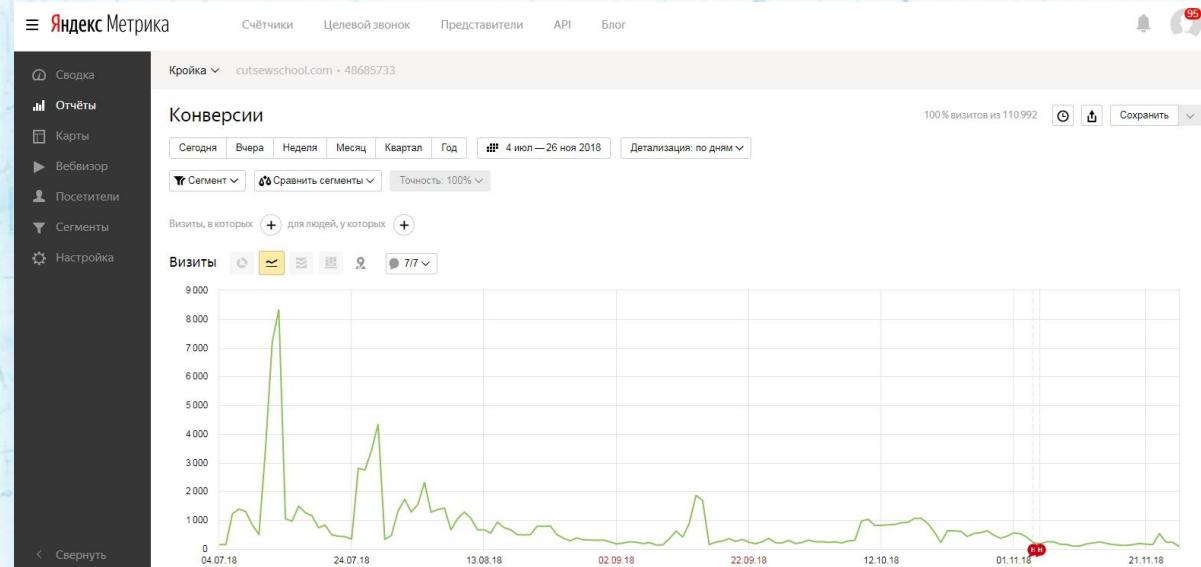 Яндекс Метрика Счётчики Целевой звонок Представители API Блог 95
Сводка
Отчёты
Карты
Вебвизор
Посетители
Сегменты
Настройка
Свернуть
Кройка cutsewschool.com • 48685733
Конверсии 100 % визитов из 110 992 Сохранить
Сегодня Вчера Неделя Месяц Квартал Год 4 июл — 26 ноя 2018 Детализация: по дням
Сегмент Сравнить сегменты Точность: 100%
Визиты, в которых + для людей, у которых +
Визиты 7/7
9 000
8 000
7 000
6 000
5 000
4 000
3 000
2 000
1 000
0
Н Н
04.07.18 24.07.18 13.08.18 02.09.18 22.09.18 12.10.18 01.11.18 21.11.18